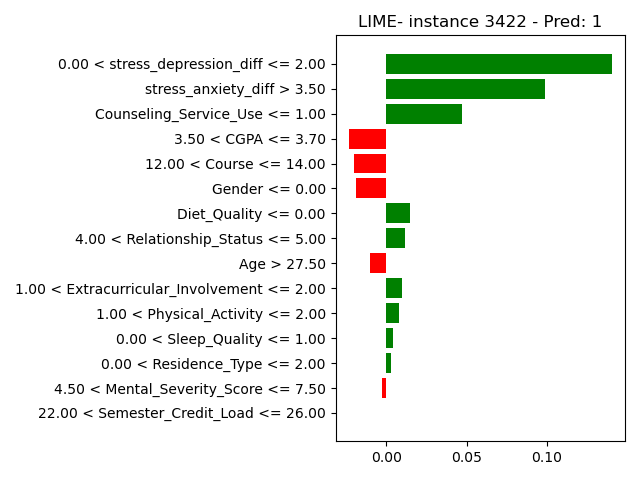 LIME- instance 3422 - Pred: 1
0.00 < stress_depression_diff <= 2.00
stress_anxiety_diff > 3.50
Counseling_Service_Use <= 1.00
3.50 < CGPA <= 3.70
12.00 < Course <= 14.00
Gender <= 0.00
Diet_Quality <= 0.00
4.00 < Relationship_Status <= 5.00
Age > 27.50
1.00 < Extracurricular_Involvement <= 2.00
1.00 < Physical_Activity <= 2.00
0.00 < Sleep_Quality <= 1.00
0.00 < Residence_Type <= 2.00
4.50 < Mental_Severity_Score <= 7.50
22.00 < Semester_Credit_Load <= 26.00
0.00 0.05 0.10